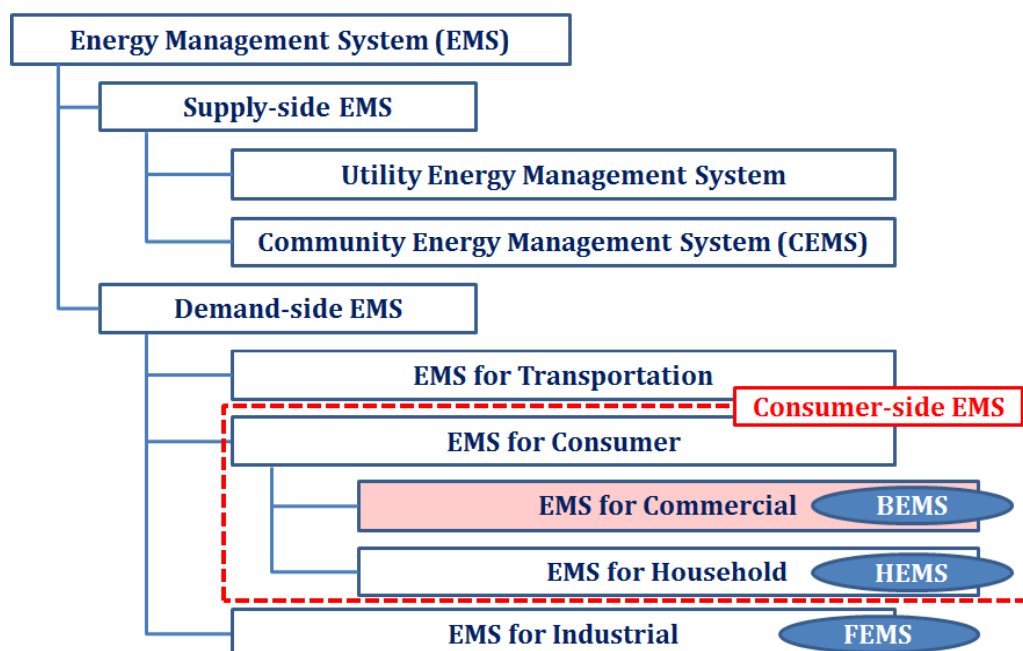 Energy Management System (EMS)
Supply-side EMS
Utility Energy Management System
Community Energy Management System (CEMS)
Demand-side EMS
EMS for Transportation
Consumer-side EMS
EMS for Consumer
EMS for Commercial BEMS
EMS for Household HEMS
EMS for Industrial FEMS